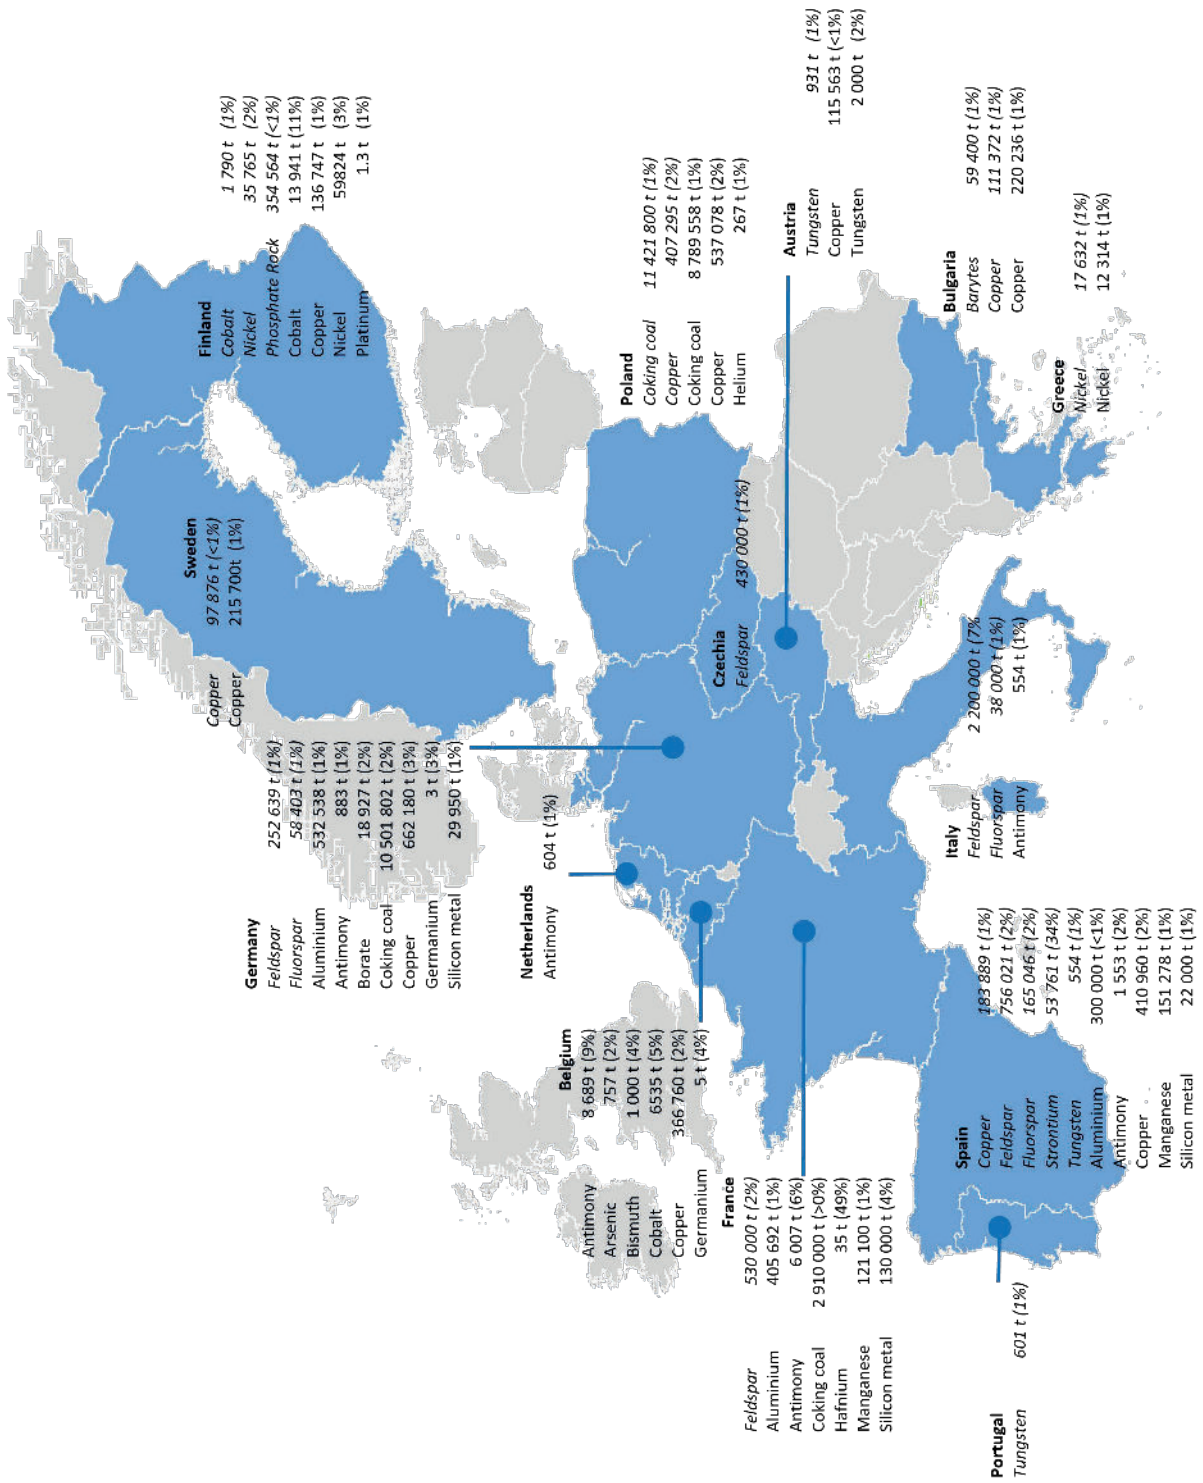 Finland
Cobalt 1 790 t (1%)
Nickel 35 765 t (2%)
Phosphate Rock 354 564 t (<1%)
Cobalt 13 941 t (11%)
Copper 136 747 t (1%)
Nickel 59824 t (3%)
Platinum 1.3 t (1%)
Sweden
Copper 97 876 t (<1%)
Copper 215 700t (1%)
Germany
Feldspar 252 639 t (1%)
Fluorspar 58 403 t (1%)
Aluminium 532 538 t (1%)
Antimony 883 t (1%)
Borate 18 927 t (2%)
Coking coal 10 501 802 t (2%)
Copper 662 180 t (3%)
Germanium 3 t (3%)
Silicon metal 29 950 t (1%)
Netherlands
Antimony 604 t (1%)
Belgium
Antimony 8 689 t (9%)
Arsenic 757 t (2%)
Bismuth 1 000 t (4%)
Cobalt 6535 t (5%)
Copper 366 760 t (2%)
Germanium 5 t (4%)
Poland
Coking coal 11 421 800 t (1%)
Copper 407 295 t (2%)
Coking coal 8 789 558 t (1%)
Copper 537 078 t (2%)
Helium 267 t (1%)
Czechia
Feldspar 430 000 t (1%)
Austria
Tungsten 931 t (1%)
Copper 115 563 t (<1%)
Tungsten 2 000 t (2%)
France
Feldspar 530 000 t (2%)
Aluminium 405 692 t (1%)
Antimony 6 007 t (6%)
Coking coal 2 910 000 t (>0%)
Hafnium 35 t (49%)
Manganese 121 100 t (1%)
Silicon metal 130 000 t (4%)
Bulgaria
Barytes 59 400 t (1%)
Copper 111 372 t (1%)
Copper 220 236 t (1%)
Greece
Nickel 17 632 t (1%)
Nickel 12 314 t (1%)
Italy
Feldspar 2 200 000 t (7%
Fluorspar 38 000 t (1%)
Antimony 554 t (1%)
Spain
Copper 183 889 t (1%)
Feldspar 756 021 t (2%)
Fluorspar 165 046 t (2%)
Strontium 53 761 t (34%)
Tungsten 554 t (1%)
Aluminium 300 000 t (<1%)
Antimony 1 553 t (2%)
Copper 410 960 t (2%)
Manganese 151 278 t (1%)
Silicon metal 22 000 t (1%)
Portugal
Tungsten 601 t (1%)